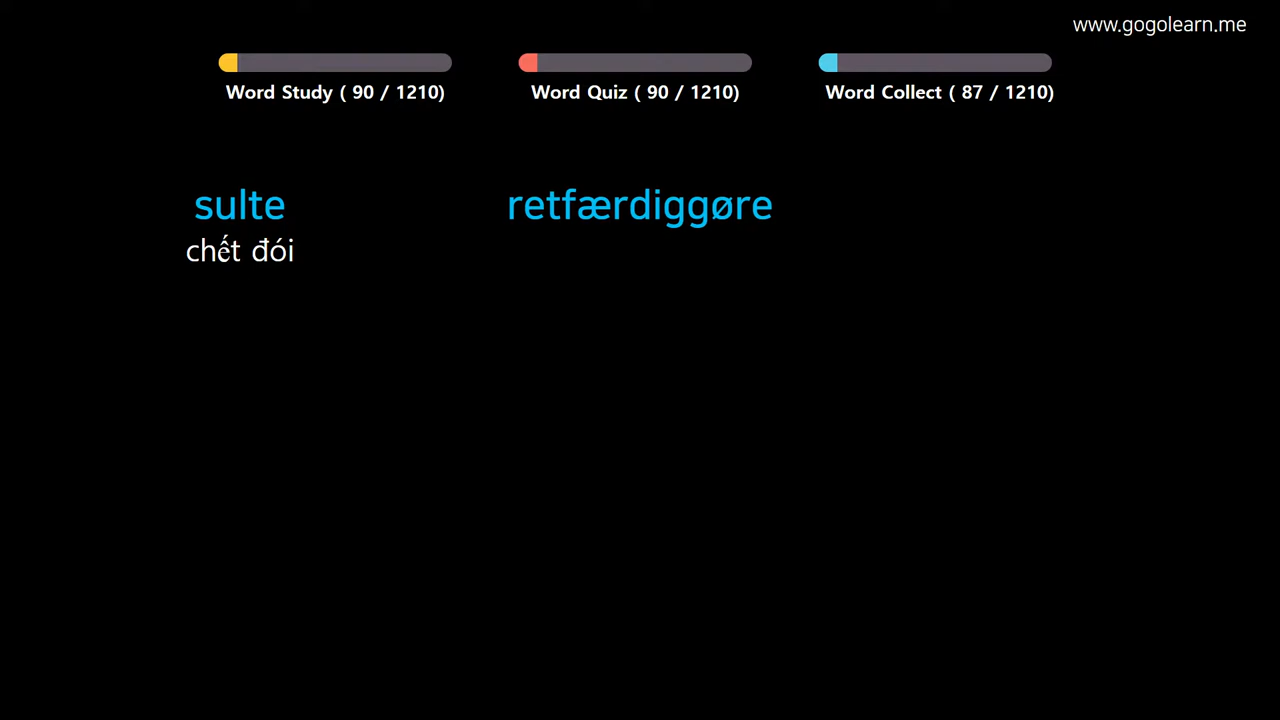 www.gogolearn.me
Word Study ( 90 / 1210)
Word Quiz ( 90 / 1210)
Word Collect ( 87 / 1210)
sulte
chết đói
retfærdiggøre